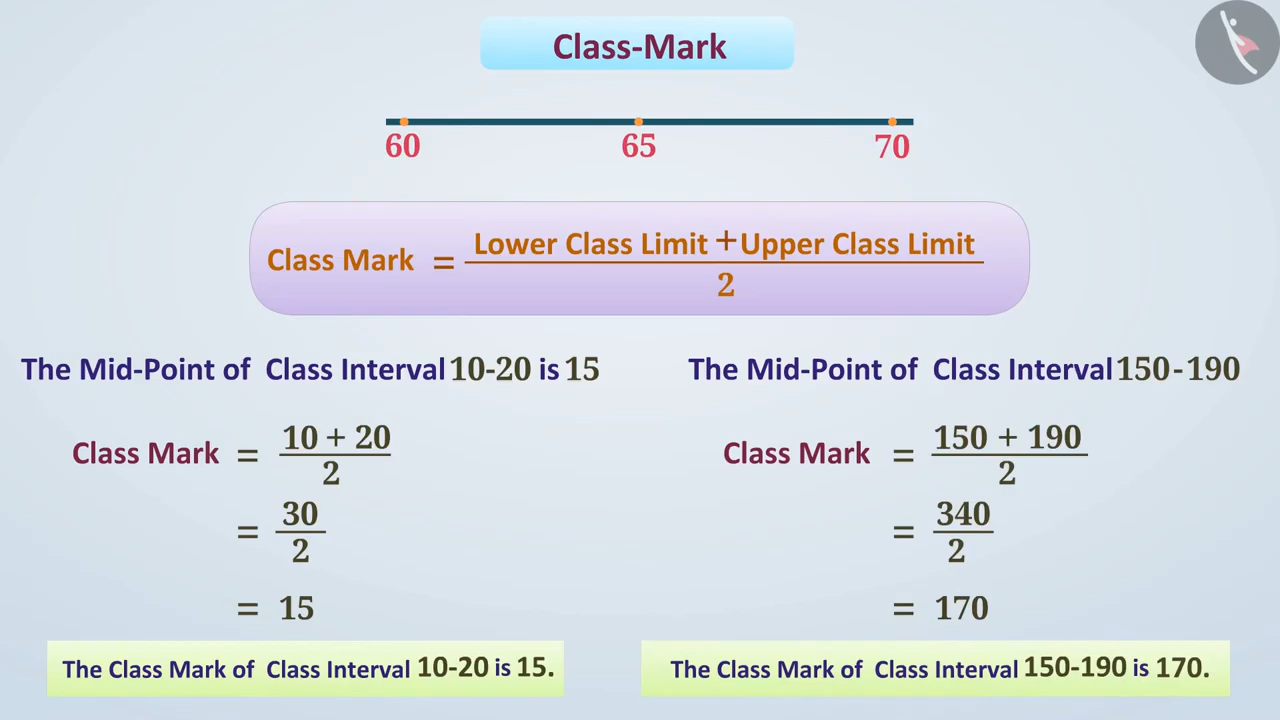 Class-Mark
60 65 70
Class Mark = Lower Class Limit + Upper Class Limit
2
The Mid-Point of Class Interval 10-20 is 15
Class Mark = 10 + 20
2
= 30
2
= 15
The Class Mark of Class Interval 10-20 is 15.
The Mid-Point of Class Interval 150-190
Class Mark = 150 + 190
2
= 340
2
= 170
The Class Mark of Class Interval 150-190 is 170.